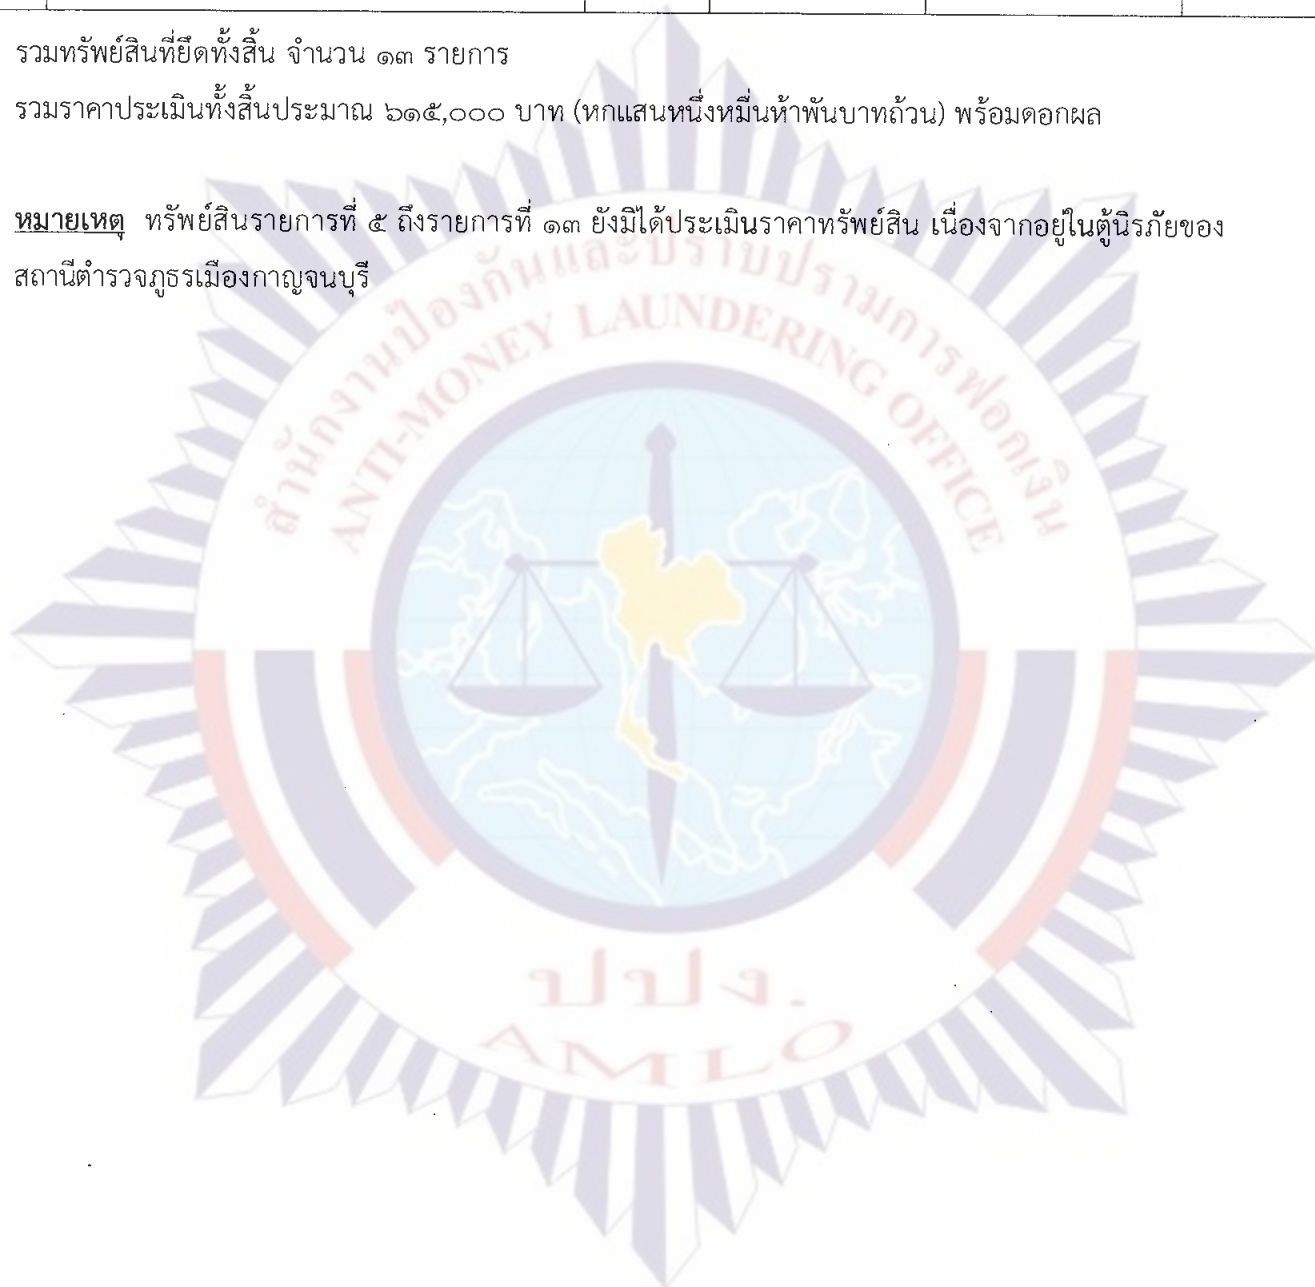 รวมทรัพย์สินที่ยึดทั้งสิ้น จำนวน ๑๓ รายการ
รวมราคาประเมินทั้งสิ้นประมาณ ๖๑๕,๐๐๐ บาท (หกแสนหนึ่งหมื่นห้าพันบาทถ้วน) พร้อมดอกผล
หมายเหตุ ทรัพย์สินรายการที่ ๕ ถึงรายการที่ ๑๓ ยังมิได้ประเมินราคาทรัพย์สิน เนื่องจากอยู่ในตู้นิรภัยของ
สถานีตำรวจภูธรเมืองกาญจนบุรี
สำนักงานป้องกันและปราบปรามการฟอกเงิน
ANTI-MONEY LAUNDERING OFFICE
ปปง.
AMLO